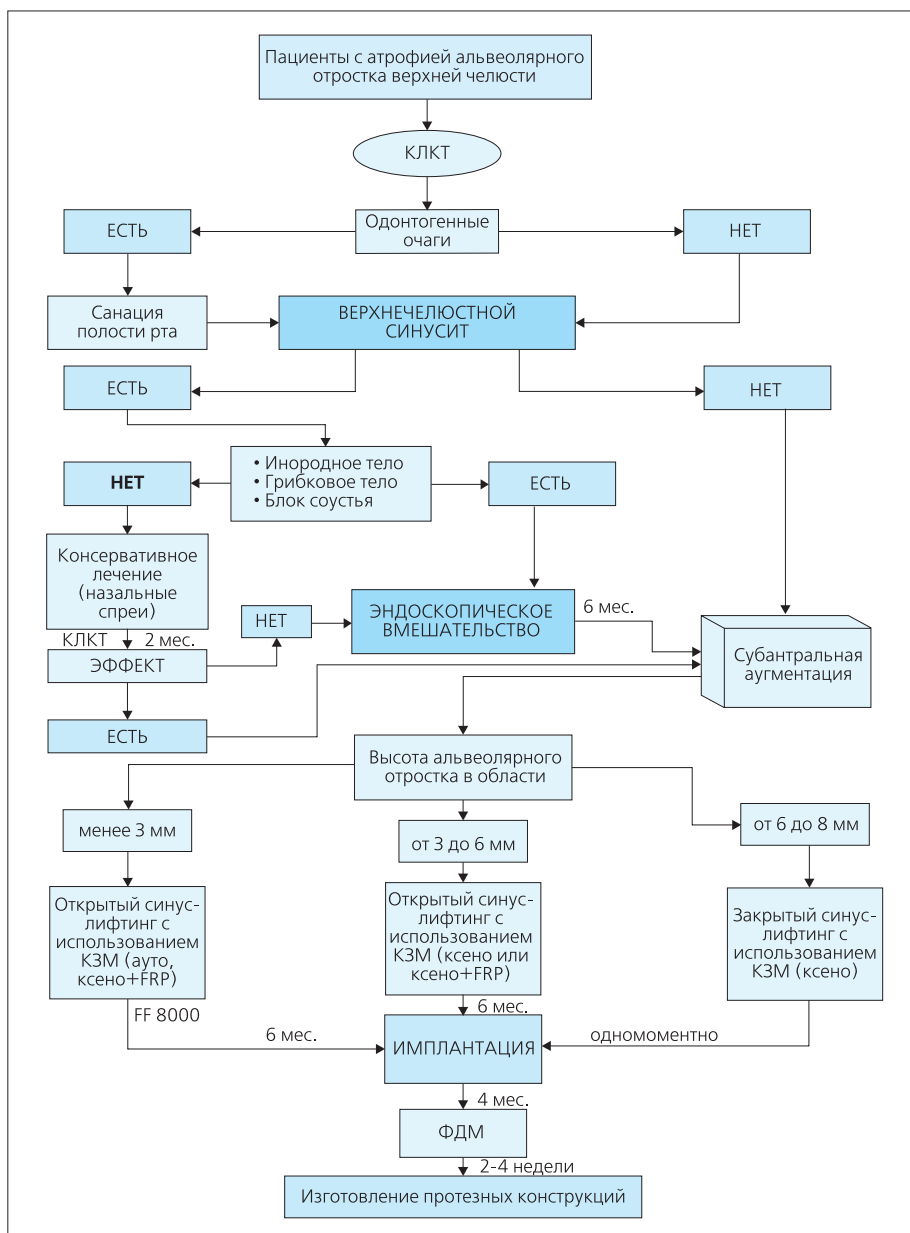 Пациенты с атрофией альвеолярного
отростка верхней челюсти
КЛКТ
Одонтогенные
очаги
ЕСТЬ
НЕТ
Санация
полости рта
ВЕРХНЕЧЕЛЮСТНОЙ
СИНУСИТ
ЕСТЬ
НЕТ
• Инородное тело
• Грибковое тело
• Блок соустья
НЕТ
ЕСТЬ
Консервативное
лечение
(назальные
спреи)
КЛКТ 2 мес.
ЭФФЕКТ
НЕТ
ЭНДОСКОПИЧЕСКОЕ
ВМЕШАТЕЛЬСТВО
6 мес.
Субантральная
аугментация
ЕСТЬ
Высота альвеолярного
отростка в области
менее 3 мм
от 3 до 6 мм
от 6 до 8 мм
Открытый синус-
лифтинг с
использованием
КЗМ (ауто,
ксено+FRP)
Открытый синус-
лифтинг с
использованием
КЗМ (ксено или
ксено+FRP)
Закрытый синус-
лифтинг с
использованием
КЗМ (ксено)
FF 8000
6 мес.
6 мес.
одномоментно
ИМПЛАНТАЦИЯ
4 мес.
ФДМ
2-4 недели
Изготовление протезных конструкций